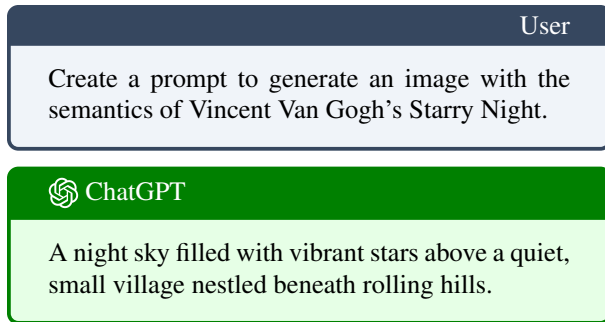 User
Create a prompt to generate an image with the
semantics of Vincent Van Gogh's Starry Night.
ChatGPT
A night sky filled with vibrant stars above a quiet,
small village nestled beneath rolling hills.